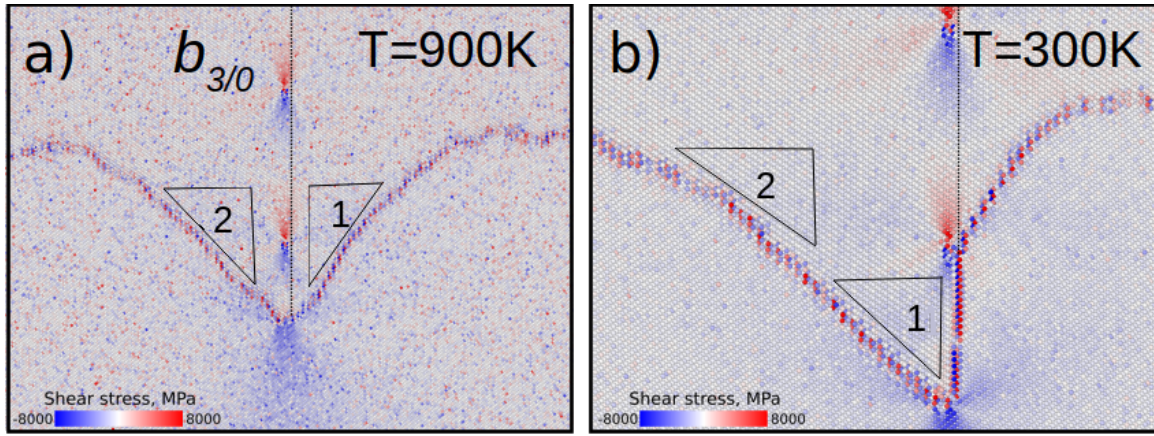 a) b3/0 T=900K
2 1
Shear stress, MPa
-8000 8000
b) T=300K
2
1
Shear stress, MPa
-8000 8000